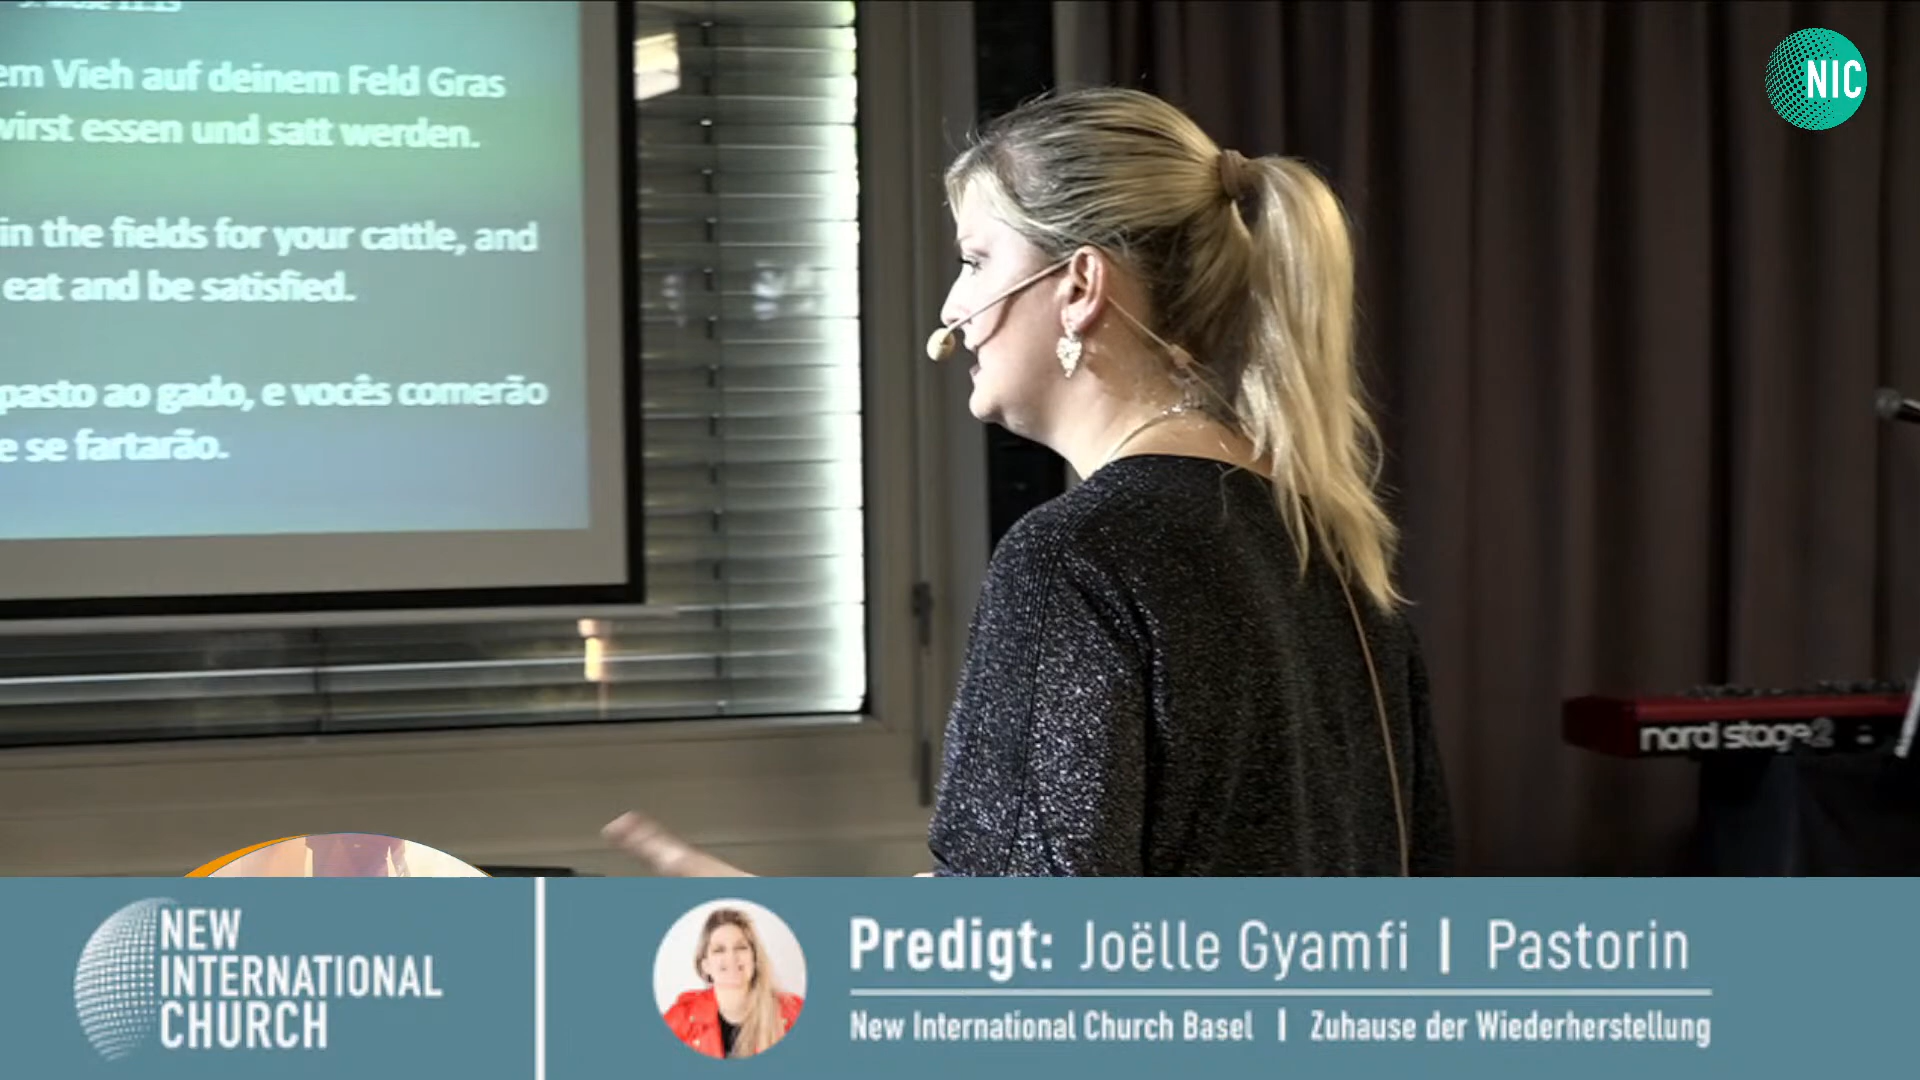 em Vieh auf deinem Feld Gras
wirst essen und satt werden.
in the fields for your cattle, and
eat and be satisfied.
pasto ao gado, e vocês comerão
e se fartarão.
NIC
nord stage 2
NEW
INTERNATIONAL
CHURCH
Predigt: Joëlle Gyamfi | Pastorin
New International Church Basel | Zuhause der Wiederherstellung